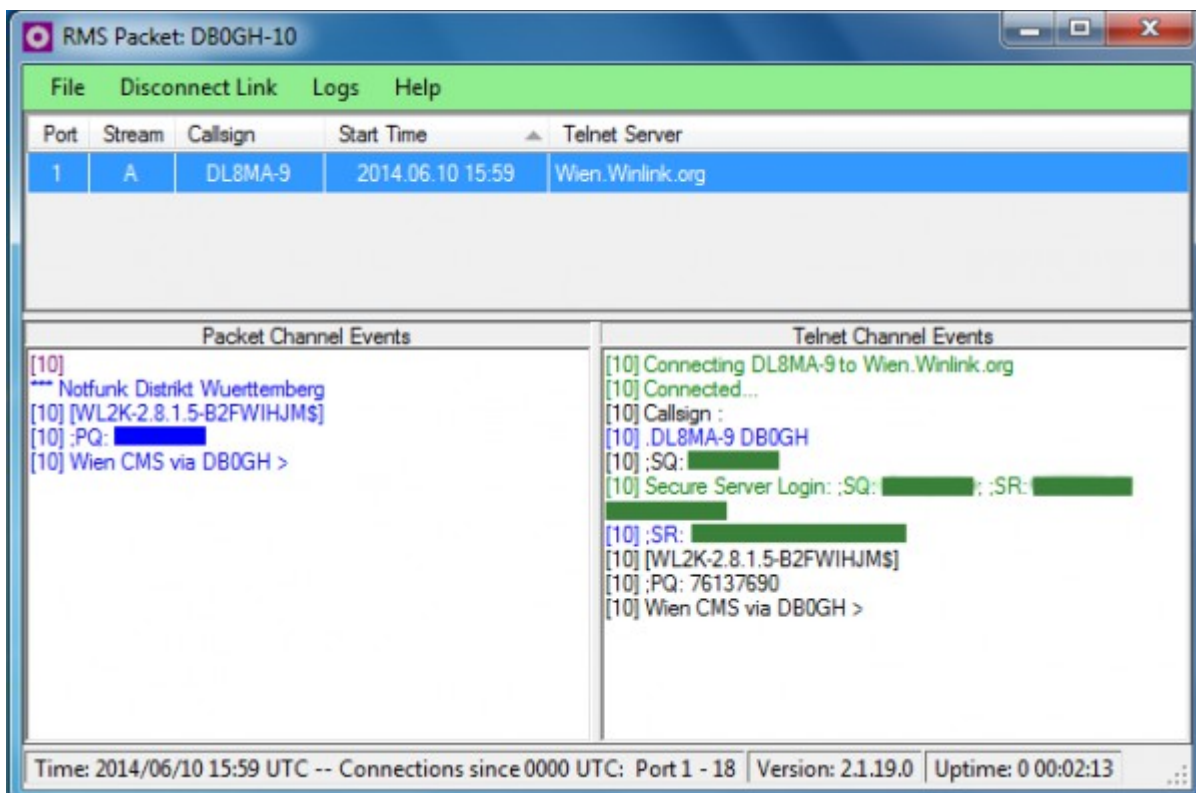 RMS Packet: DB0GH-10
File Disconnect Link Logs Help
Port Stream Callsign Start Time Telnet Server
1 A DL8MA-9 2014.06.10 15:59 Wien.Winlink.org
Packet Channel Events
[10]
*** Notfunk Distrikt Wuerttemberg
[10] [WL2K-2.8.1.5-B2FWIHJM$]
[10] ;PQ:
[10] Wien CMS via DB0GH >
Telnet Channel Events
[10] Connecting DL8MA-9 to Wien.Winlink.org
[10] Connected...
[10] Callsign :
[10] .DL8MA-9 DB0GH
[10] ;SQ:
[10] Secure Server Login: ;SQ: ; ;SR:
[10] ;SR:
[10] [WL2K-2.8.1.5-B2FWIHJM$]
[10] ;PQ: 76137690
[10] Wien CMS via DB0GH >
Time: 2014/06/10 15:59 UTC -- Connections since 0000 UTC: Port 1 - 18 Version: 2.1.19.0 Uptime: 0 00:02:13